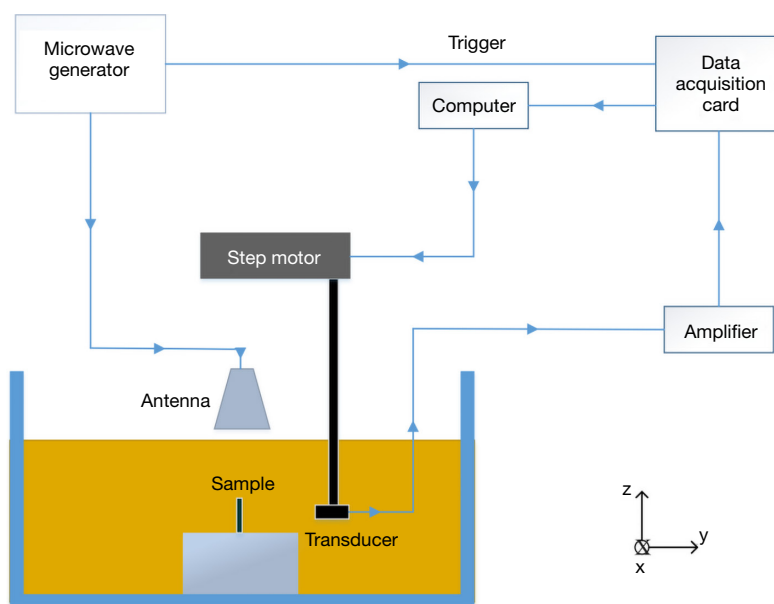 Microwave
generator
Trigger
Data
acquisition
card
Computer
Step motor
Amplifier
Antenna
Sample
Transducer
z
y
x